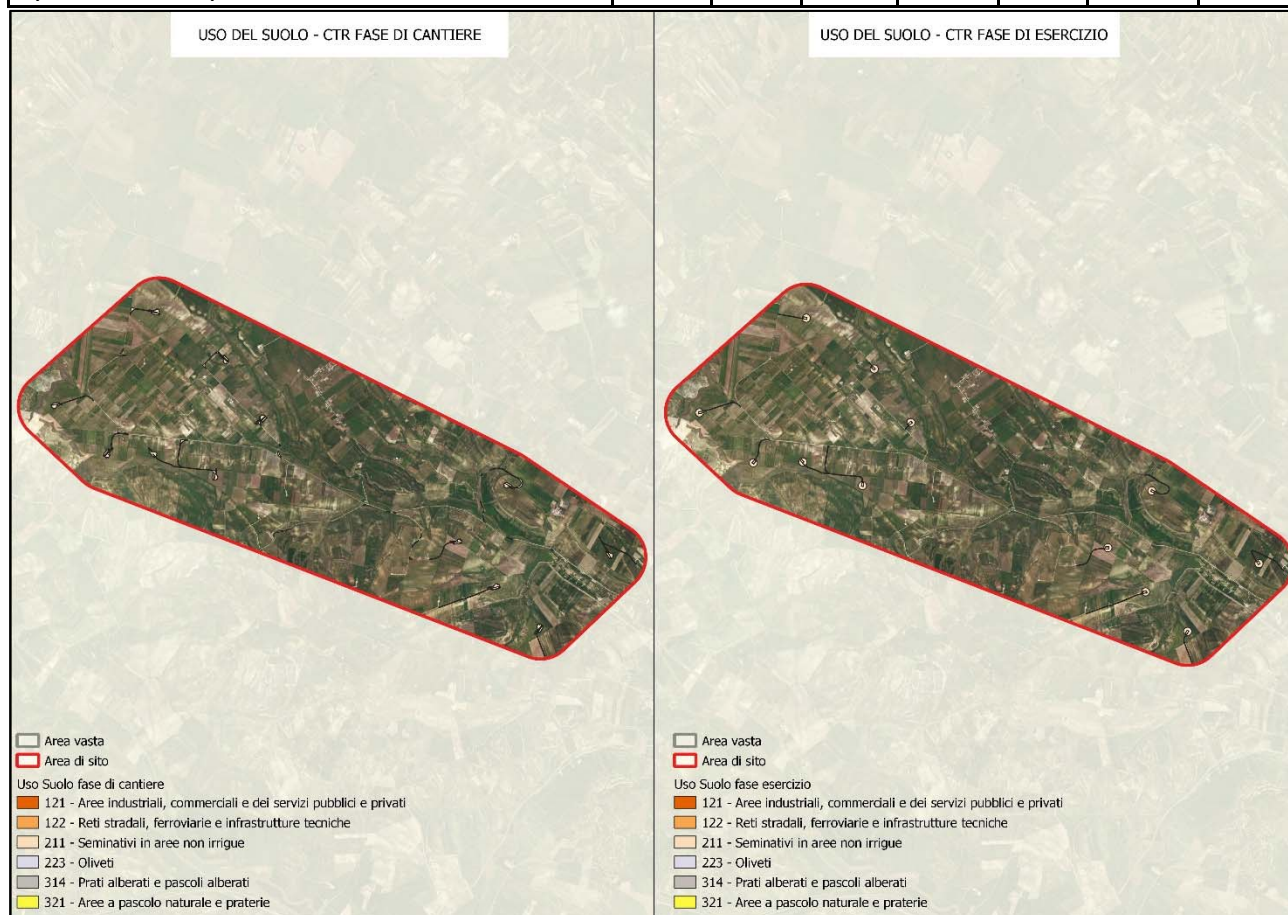 USO DEL SUOLO - CTR FASE DI CANTIERE
USO DEL SUOLO - CTR FASE DI ESERCIZIO
Area vasta
Area di sito
Uso Suolo fase di cantiere
121 - Aree industriali, commerciali e dei servizi pubblici e privati
122 - Reti stradali, ferroviarie e infrastrutture tecniche
211 - Seminativi in aree non irrigue
223 - Oliveti
314 - Prati alberati e pascoli alberati
321 - Aree a pascolo naturale e praterie
Area vasta
Area di sito
Uso Suolo fase esercizio
121 - Aree industriali, commerciali e dei servizi pubblici e privati
122 - Reti stradali, ferroviarie e infrastrutture tecniche
211 - Seminativi in aree non irrigue
223 - Oliveti
314 - Prati alberati e pascoli alberati
321 - Aree a pascolo naturale e praterie